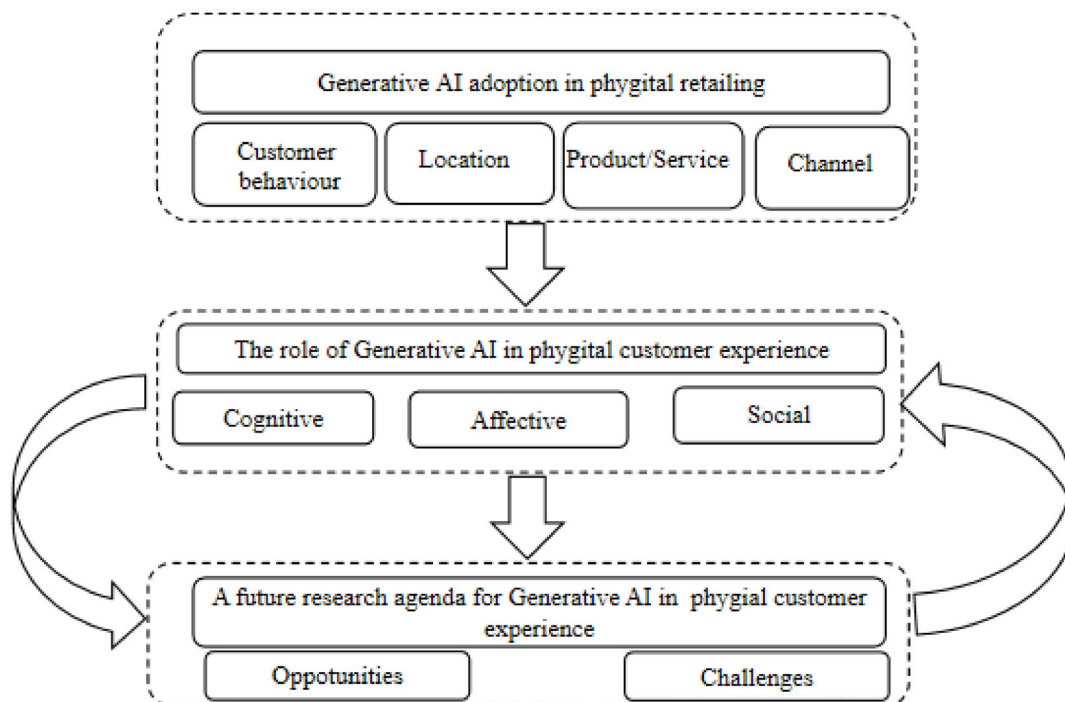 Generative AI adoption in phygital retailing
Customer
behaviour
Location
Product/Service
Channel
The role of Generative AI in phygital customer experience
Cognitive
Affective
Social
A future research agenda for Generative AI in phygial customer
experience
Oppotunities
Challenges